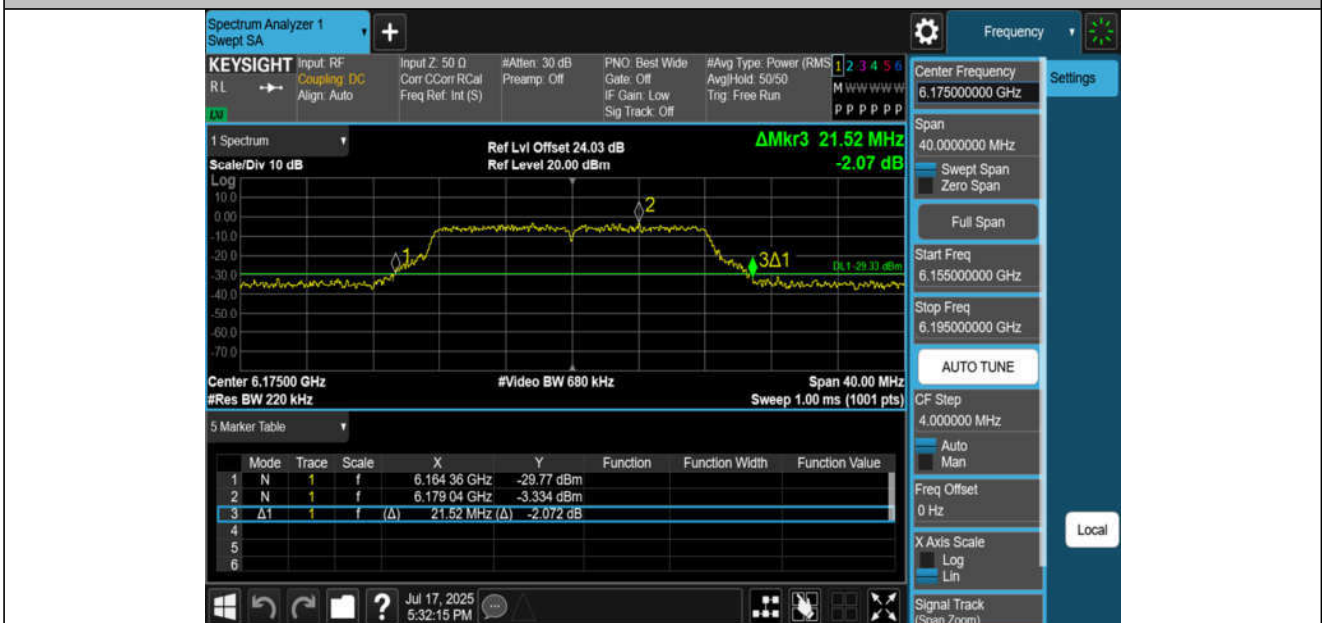 Spectrum Analyzer 1
Swept SA
+
Frequency
KEYSIGHT
RL
LU
Input: RF
Coupling: DC
Align: Auto
Input Z: 50 Ω
Corr CCorr RCal
Freq Ref: Int (S)
#Atten: 30 dB
Preamp: Off
PNO: Best Wide
Gate: Off
IF Gain: Low
Sig Track: Off
#Avg Type: Power (RMS
Avg|Hold: 50/50
Trig: Free Run
1 2 3 4 5 6
M W W W W W
P P P P P P
1 Spectrum
Scale/Div 10 dB
Ref Lvl Offset 24.03 dB
Ref Level 20.00 dBm
ΔMkr3 21.52 MHz
-2.07 dB
Log
10.0
0.00
-10.0
-20.0
-30.0
-40.0
-50.0
-60.0
-70.0
1
2
3Δ1
DL1 -29.33 dBm
Center 6.17500 GHz
#Video BW 680 kHz
Span 40.00 MHz
#Res BW 220 kHz
Sweep 1.00 ms (1001 pts)
5 Marker Table
Mode Trace Scale X Y Function Function Width Function Value
1 N 1 f 6.164 36 GHz -29.77 dBm
2 N 1 f 6.179 04 GHz -3.334 dBm
3 Δ1 1 f (Δ) 21.52 MHz (Δ) -2.072 dB
4
5
6
?
Jul 17, 2025
5:32:15 PM
Center Frequency
6.175000000 GHz
Span
40.0000000 MHz
Swept Span
Zero Span
Full Span
Start Freq
6.155000000 GHz
Stop Freq
6.195000000 GHz
AUTO TUNE
CF Step
4.000000 MHz
Auto
Man
Freq Offset
0 Hz
X Axis Scale
Log
Lin
Signal Track
(Span Zoom)
Settings
Local